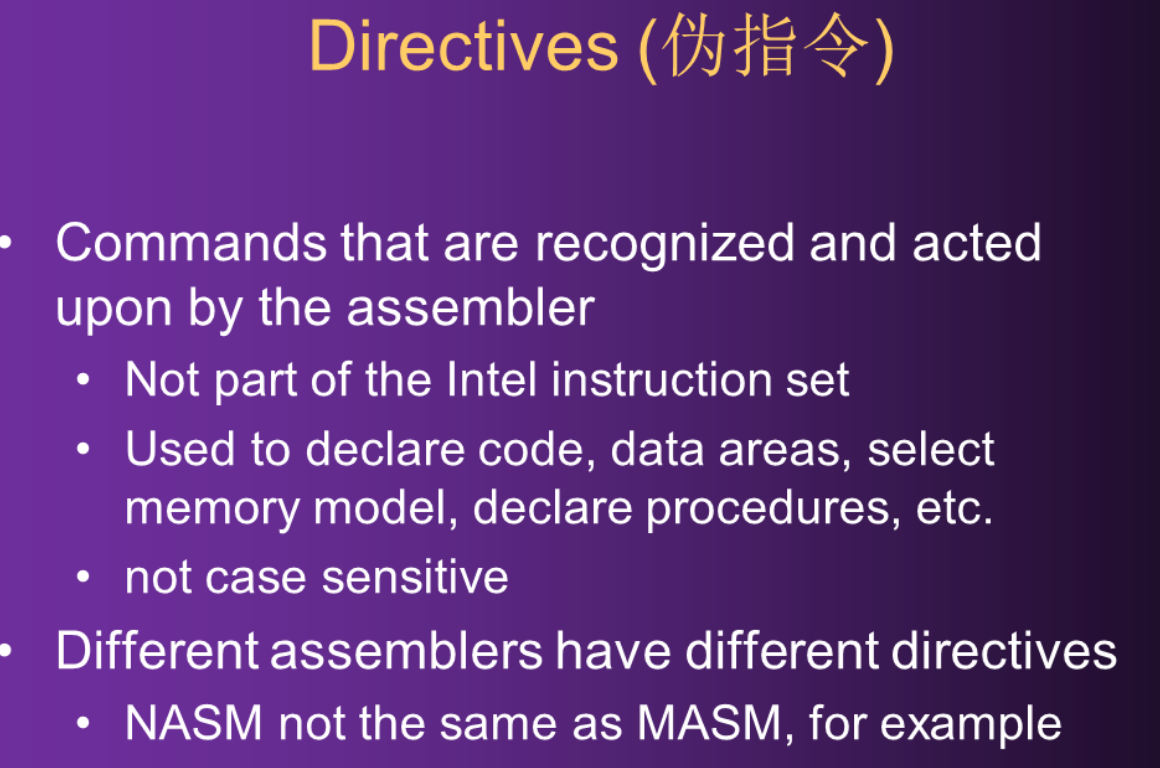 Directives (伪指令)
• Commands that are recognized and acted
upon by the assembler
• Not part of the Intel instruction set
• Used to declare code, data areas, select
memory model, declare procedures, etc.
• not case sensitive
• Different assemblers have different directives
• NASM not the same as MASM, for example